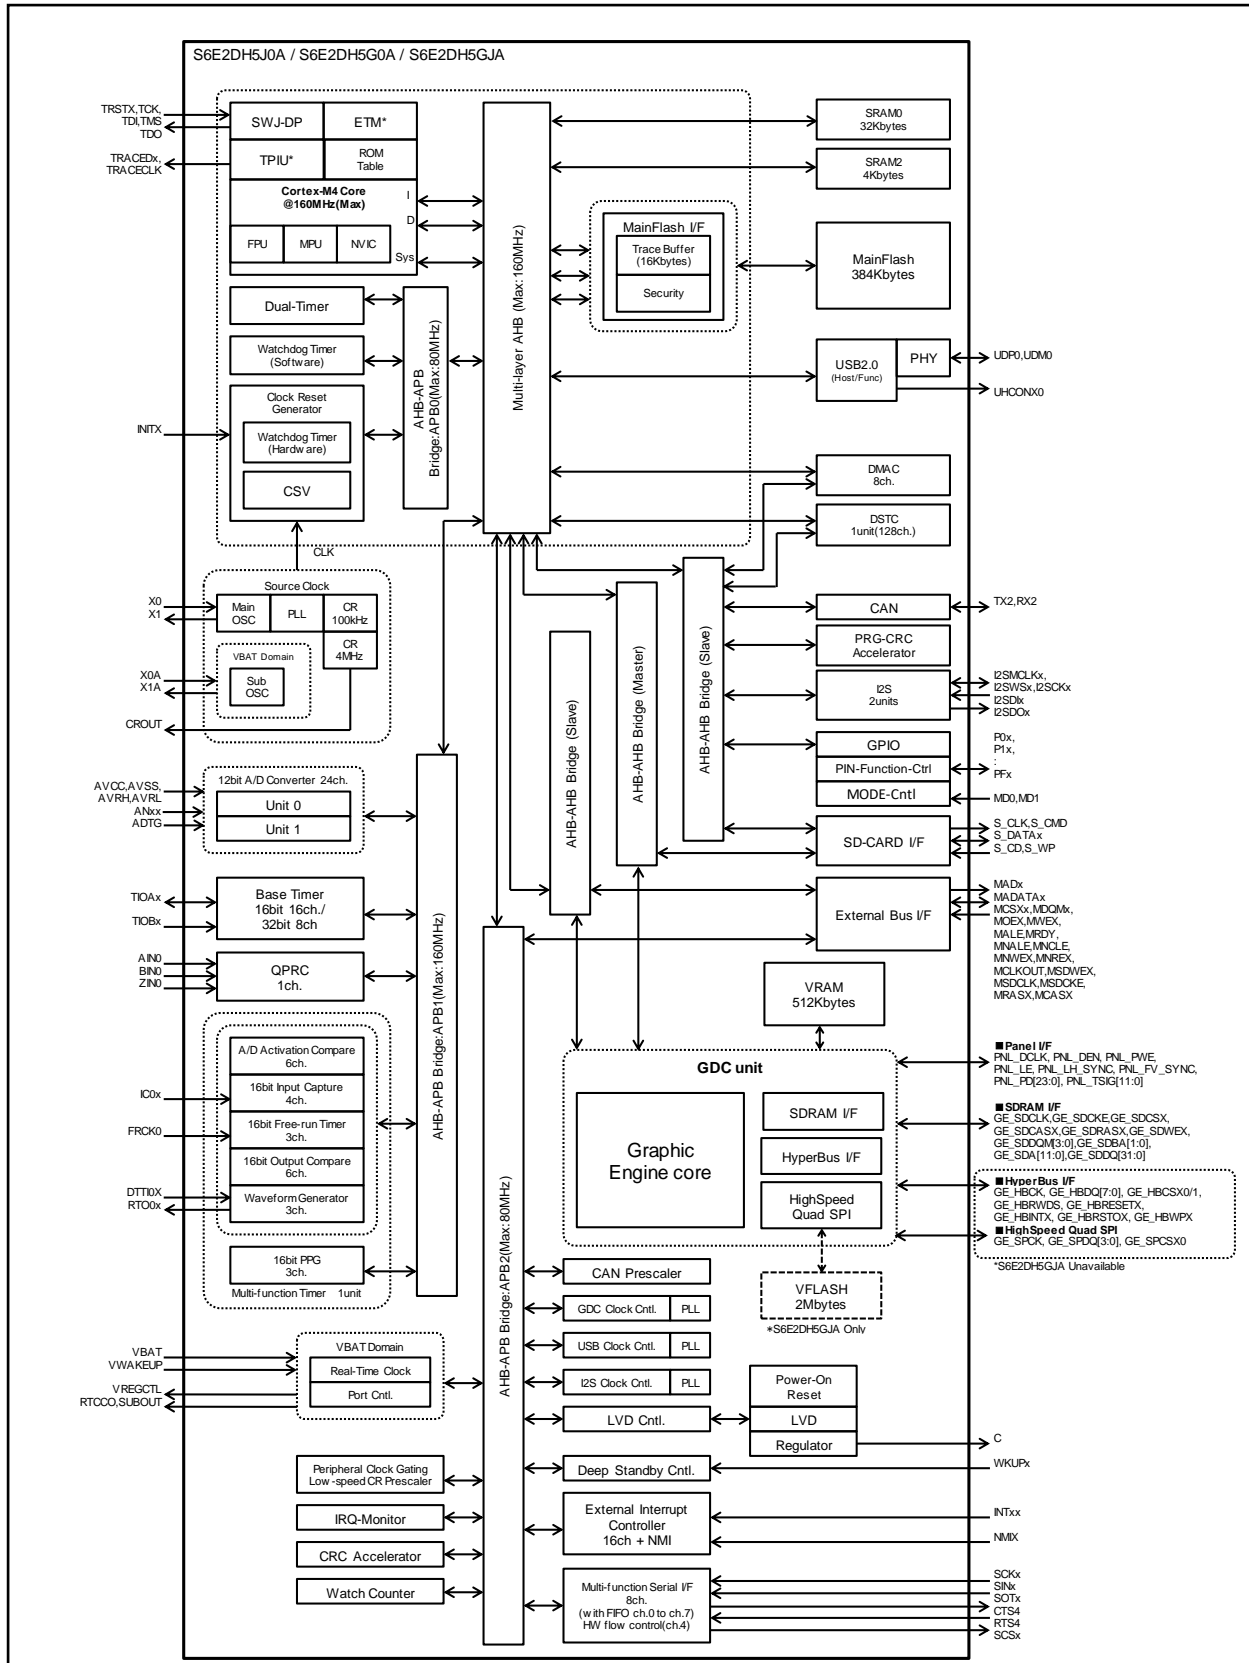 S6E2DH5J0A / S6E2DH5G0A / S6E2DH5GJA
TRSTX,TCK,
TDI,TMS
TDO
TRACEDx,
TRACECLK
SWJ-DP
ETM*
TPIU*
ROM
Table
Cortex-M4 Core
@160MHz(Max)
I
D
Sys
FPU
MPU
NVIC
Dual-Timer
Watchdog Timer
(Software)
Clock Reset
Generator
INITX
Watchdog Timer
(Hardware)
CSV
AHB-APB
Bridge:APB0(Max:80MHz)
Multi-layer AHB (Max:160MHz)
MainFlash I/F
Trace Buffer
(16Kbytes)
Security
SRAM0
32Kbytes
SRAM2
4Kbytes
MainFlash
384Kbytes
USB2.0
(Host/Func)
PHY
UDP0,UDM0
UHCONX0
DMAC
8ch.
DSTC
1unit(128ch.)
CLK
Source Clock
X0
X1
Main
OSC
PLL
CR
100kHz
CR
4MHz
VBAT Domain
Sub
OSC
X0A
X1A
CROUT
AHB-AHB Bridge (Slave)
AHB-AHB Bridge (Master)
AHB-AHB Bridge (Slave)
CAN
TX2,RX2
PRG-CRC
Accelerator
I2S
2units
I2SMCLKx,
I2SWSx,I2SCKx
I2SDIx
I2SDOx
GPIO
PIN-Function-Ctrl
MODE-Cntl
P0x,
P1x,
:
PFx
MD0,MD1
SD-CARD I/F
S_CLK,S_CMD
S_DATAx
S_CD,S_WP
External Bus I/F
MADx
MADATAx
MCSXx,MDQMx,
MOEX,MWEX,
MALE,MRDY,
MNALE,MNCLE,
MNWEX,MNREX,
MCLKOUT,MSDWEX,
MSDCLK,MSDCKE,
MRASX,MCASX
12bit A/D Converter 24ch.
Unit 0
Unit 1
AVCC,AVSS,
AVRH,AVRL
ANxx
ADTG
Base Timer
16bit 16ch./
32bit 8ch
TIOAx
TIOBx
QPRC
1ch.
AIN0
BIN0
ZIN0
A/D Activation Compare
6ch.
16bit Input Capture
4ch.
16bit Free-run Timer
3ch.
16bit Output Compare
6ch.
Waveform Generator
3ch.
IC0x
FRCK0
DTTI0X
RTO0x
16bit PPG
3ch.
Multi-function Timer 1unit
AHB-APB Bridge:APB1(Max:160MHz)
AHB-APB Bridge:APB2(Max:80MHz)
VRAM
512Kbytes
GDC unit
Graphic
Engine core
SDRAM I/F
HyperBus I/F
HighSpeed
Quad SPI
VFLASH
2Mbytes
*S6E2DH5GJA Only
■Panel I/F
PNL_DCLK, PNL_DEN, PNL_PWE,
PNL_LE, PNL_LH_SYNC, PNL_FV_SYNC,
PNL_PD[23:0], PNL_TSIG[11:0]
■SDRAM I/F
GE_SDCLK,GE_SDCKE,GE_SDCSX,
GE_SDCASX,GE_SDRASX,GE_SDWEX,
GE_SDDQM[3:0],GE_SDBA[1:0],
GE_SDA[11:0],GE_SDDQ[31:0]
■HyperBus I/F
GE_HBCK, GE_HBDQ[7:0], GE_HBCSX0/1,
GE_HBRWDS, GE_HBRESETX,
GE_HBINTX, GE_HBRSTOX, GE_HBWPX
■HighSpeed Quad SPI
GE_SPCK, GE_SPDQ[3:0], GE_SPCSX0
*S6E2DH5GJA Unavailable
VBAT
VWAKEUP
VREGCTL
RTCCO,SUBOUT
VBAT Domain
Real-Time Clock
Port Cntl.
CAN Prescaler
GDC Clock Cntl.
PLL
USB Clock Cntl.
PLL
I2S Clock Cntl.
PLL
LVD Cntl.
Power-On
Reset
LVD
Regulator
C
Deep Standby Cntl.
WKUPx
Peripheral Clock Gating
Low-speed CR Prescaler
IRQ-Monitor
CRC Accelerator
Watch Counter
External Interrupt
Controller
16ch + NMI
INTxx
NMIX
Multi-function Serial I/F
8ch.
(with FIFO ch.0 to ch.7)
HW flow control(ch.4)
SCKx
SINx
SOTx
CTS4
RTS4
SCSx